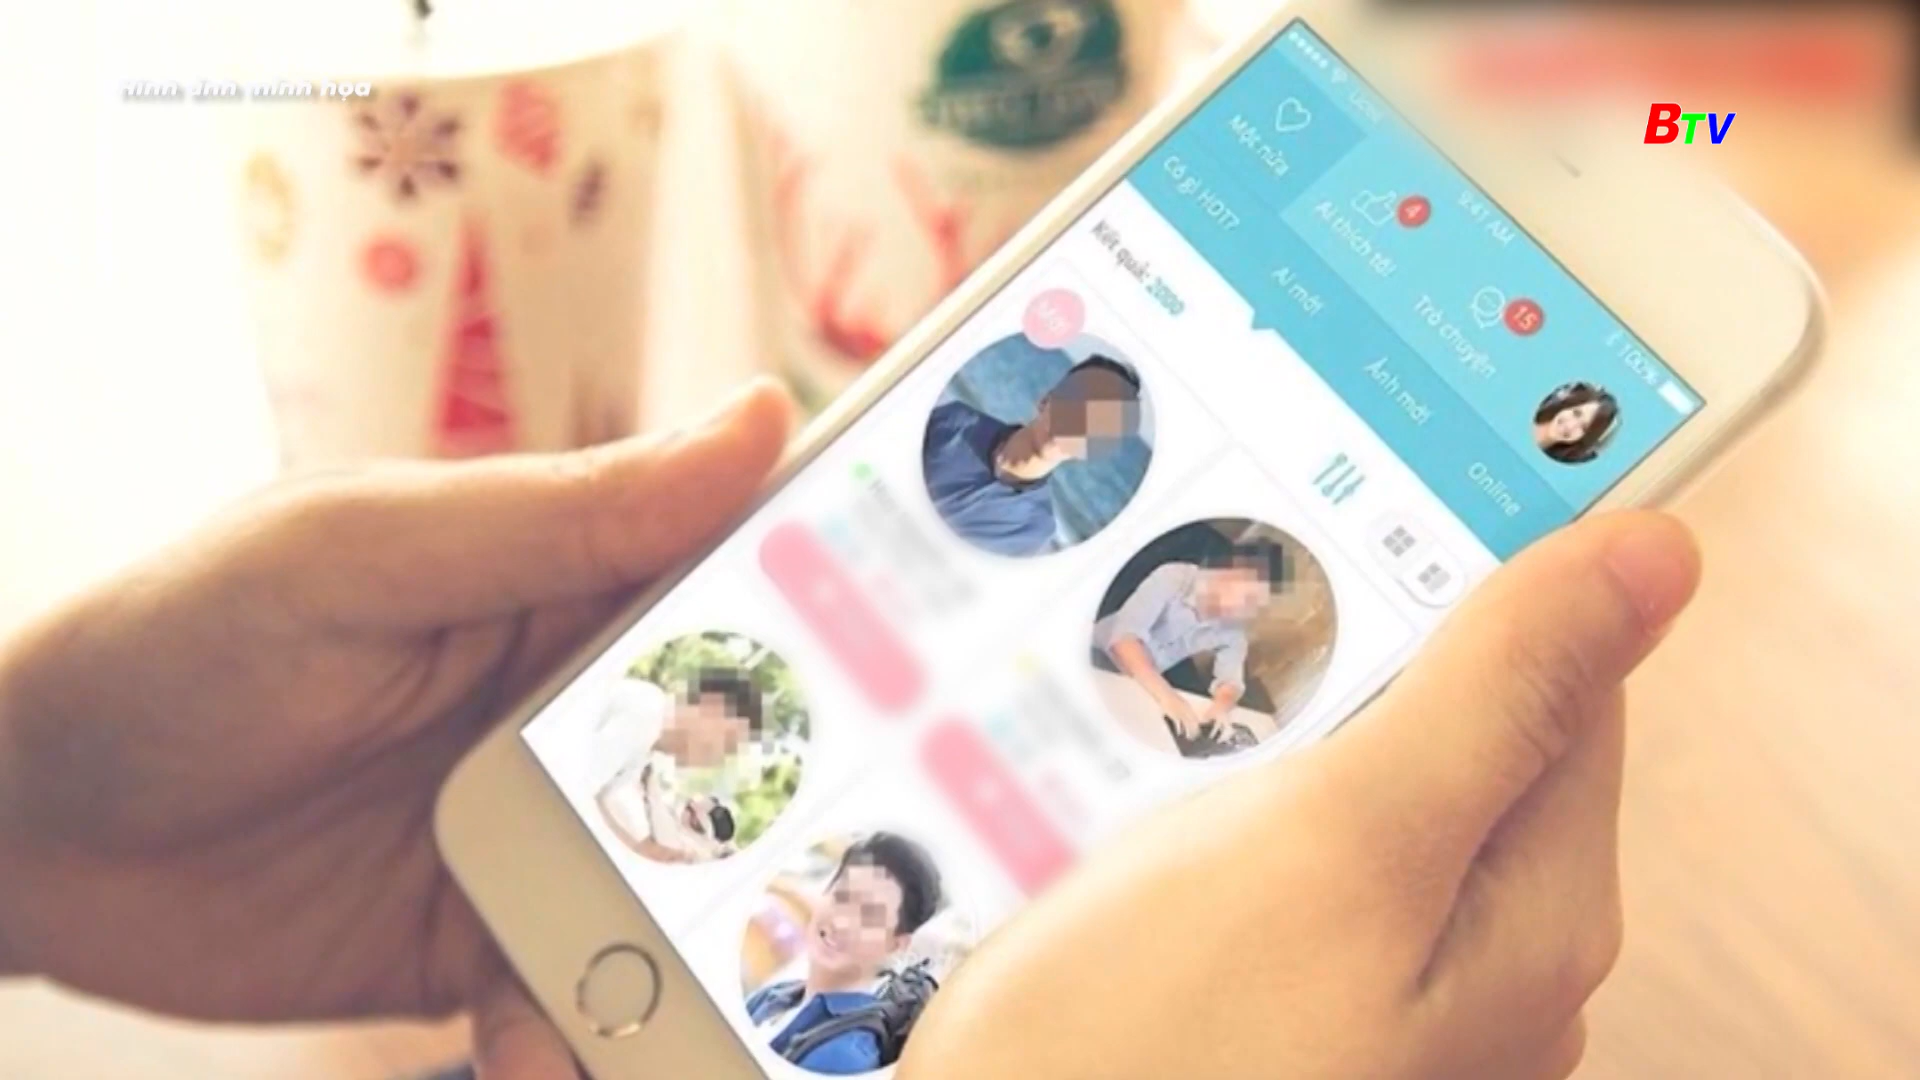 Hình ảnh minh họa
BTV
9:41 AM
100%
Một nửa
Ai thích tôi
4
Trò chuyện
15
Có gì HOT?
Ai mới
Ảnh mới
Online
Kết quả: 2000
Mới